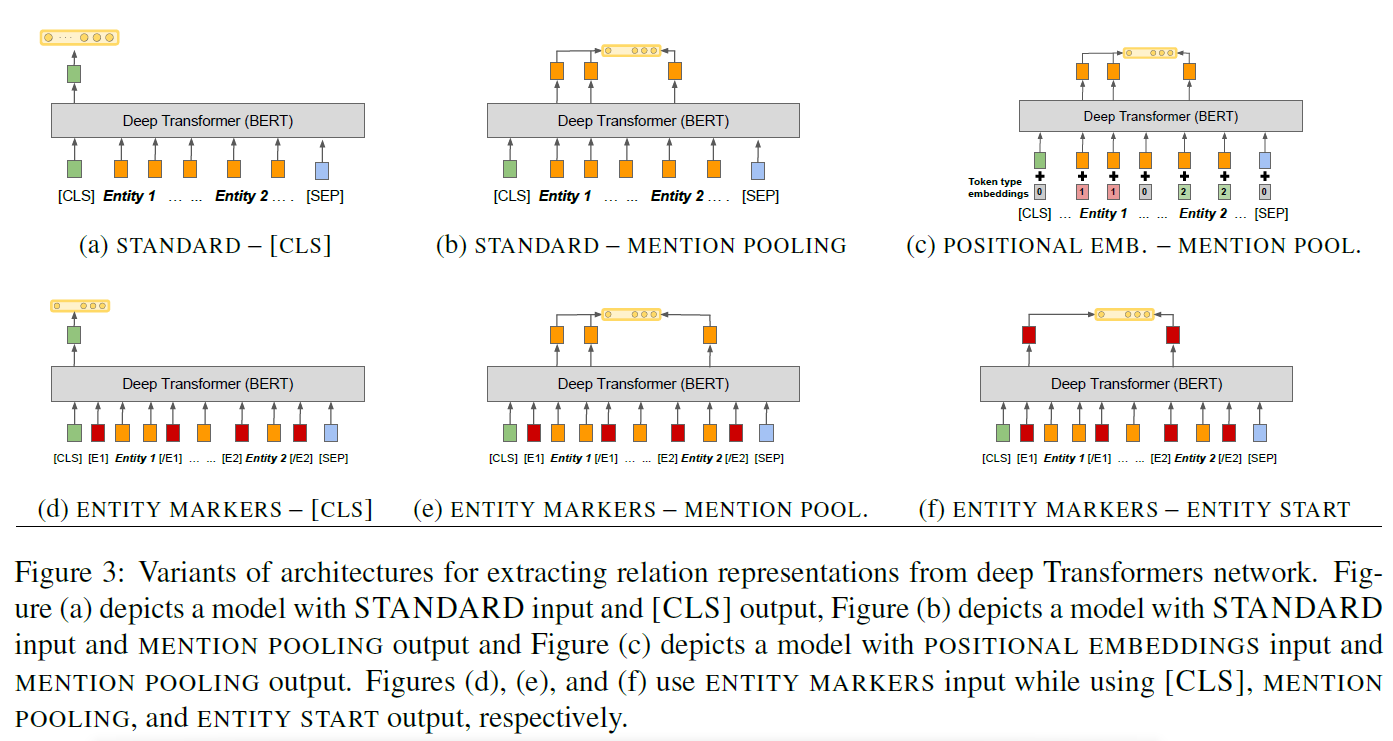 Deep Transformer (BERT)
[CLS] Entity 1 ... ... Entity 2 ... . [SEP]
(a) STANDARD – [CLS]
Deep Transformer (BERT)
[CLS] Entity 1 ... ... Entity 2 ... . [SEP]
(b) STANDARD – MENTION POOLING
Deep Transformer (BERT)
Token type
embeddings
0 1 1 0 2 2 0
[CLS] ... Entity 1 ... ... Entity 2 ... [SEP]
(c) POSITIONAL EMB. – MENTION POOL.
Deep Transformer (BERT)
[CLS] [E1] Entity 1 [/E1] ... ... [E2] Entity 2 [/E2] [SEP]
(d) ENTITY MARKERS – [CLS]
Deep Transformer (BERT)
[CLS] [E1] Entity 1 [/E1] ... ... [E2] Entity 2 [/E2] [SEP]
(e) ENTITY MARKERS – MENTION POOL.
Deep Transformer (BERT)
[CLS] [E1] Entity 1 [/E1] ... ... [E2] Entity 2 [/E2] [SEP]
(f) ENTITY MARKERS – ENTITY START
Figure 3: Variants of architectures for extracting relation representations from deep Transformers network. Fig-
ure (a) depicts a model with STANDARD input and [CLS] output, Figure (b) depicts a model with STANDARD
input and MENTION POOLING output and Figure (c) depicts a model with POSITIONAL EMBEDDINGS input and
MENTION POOLING output. Figures (d), (e), and (f) use ENTITY MARKERS input while using [CLS], MENTION
POOLING, and ENTITY START output, respectively.